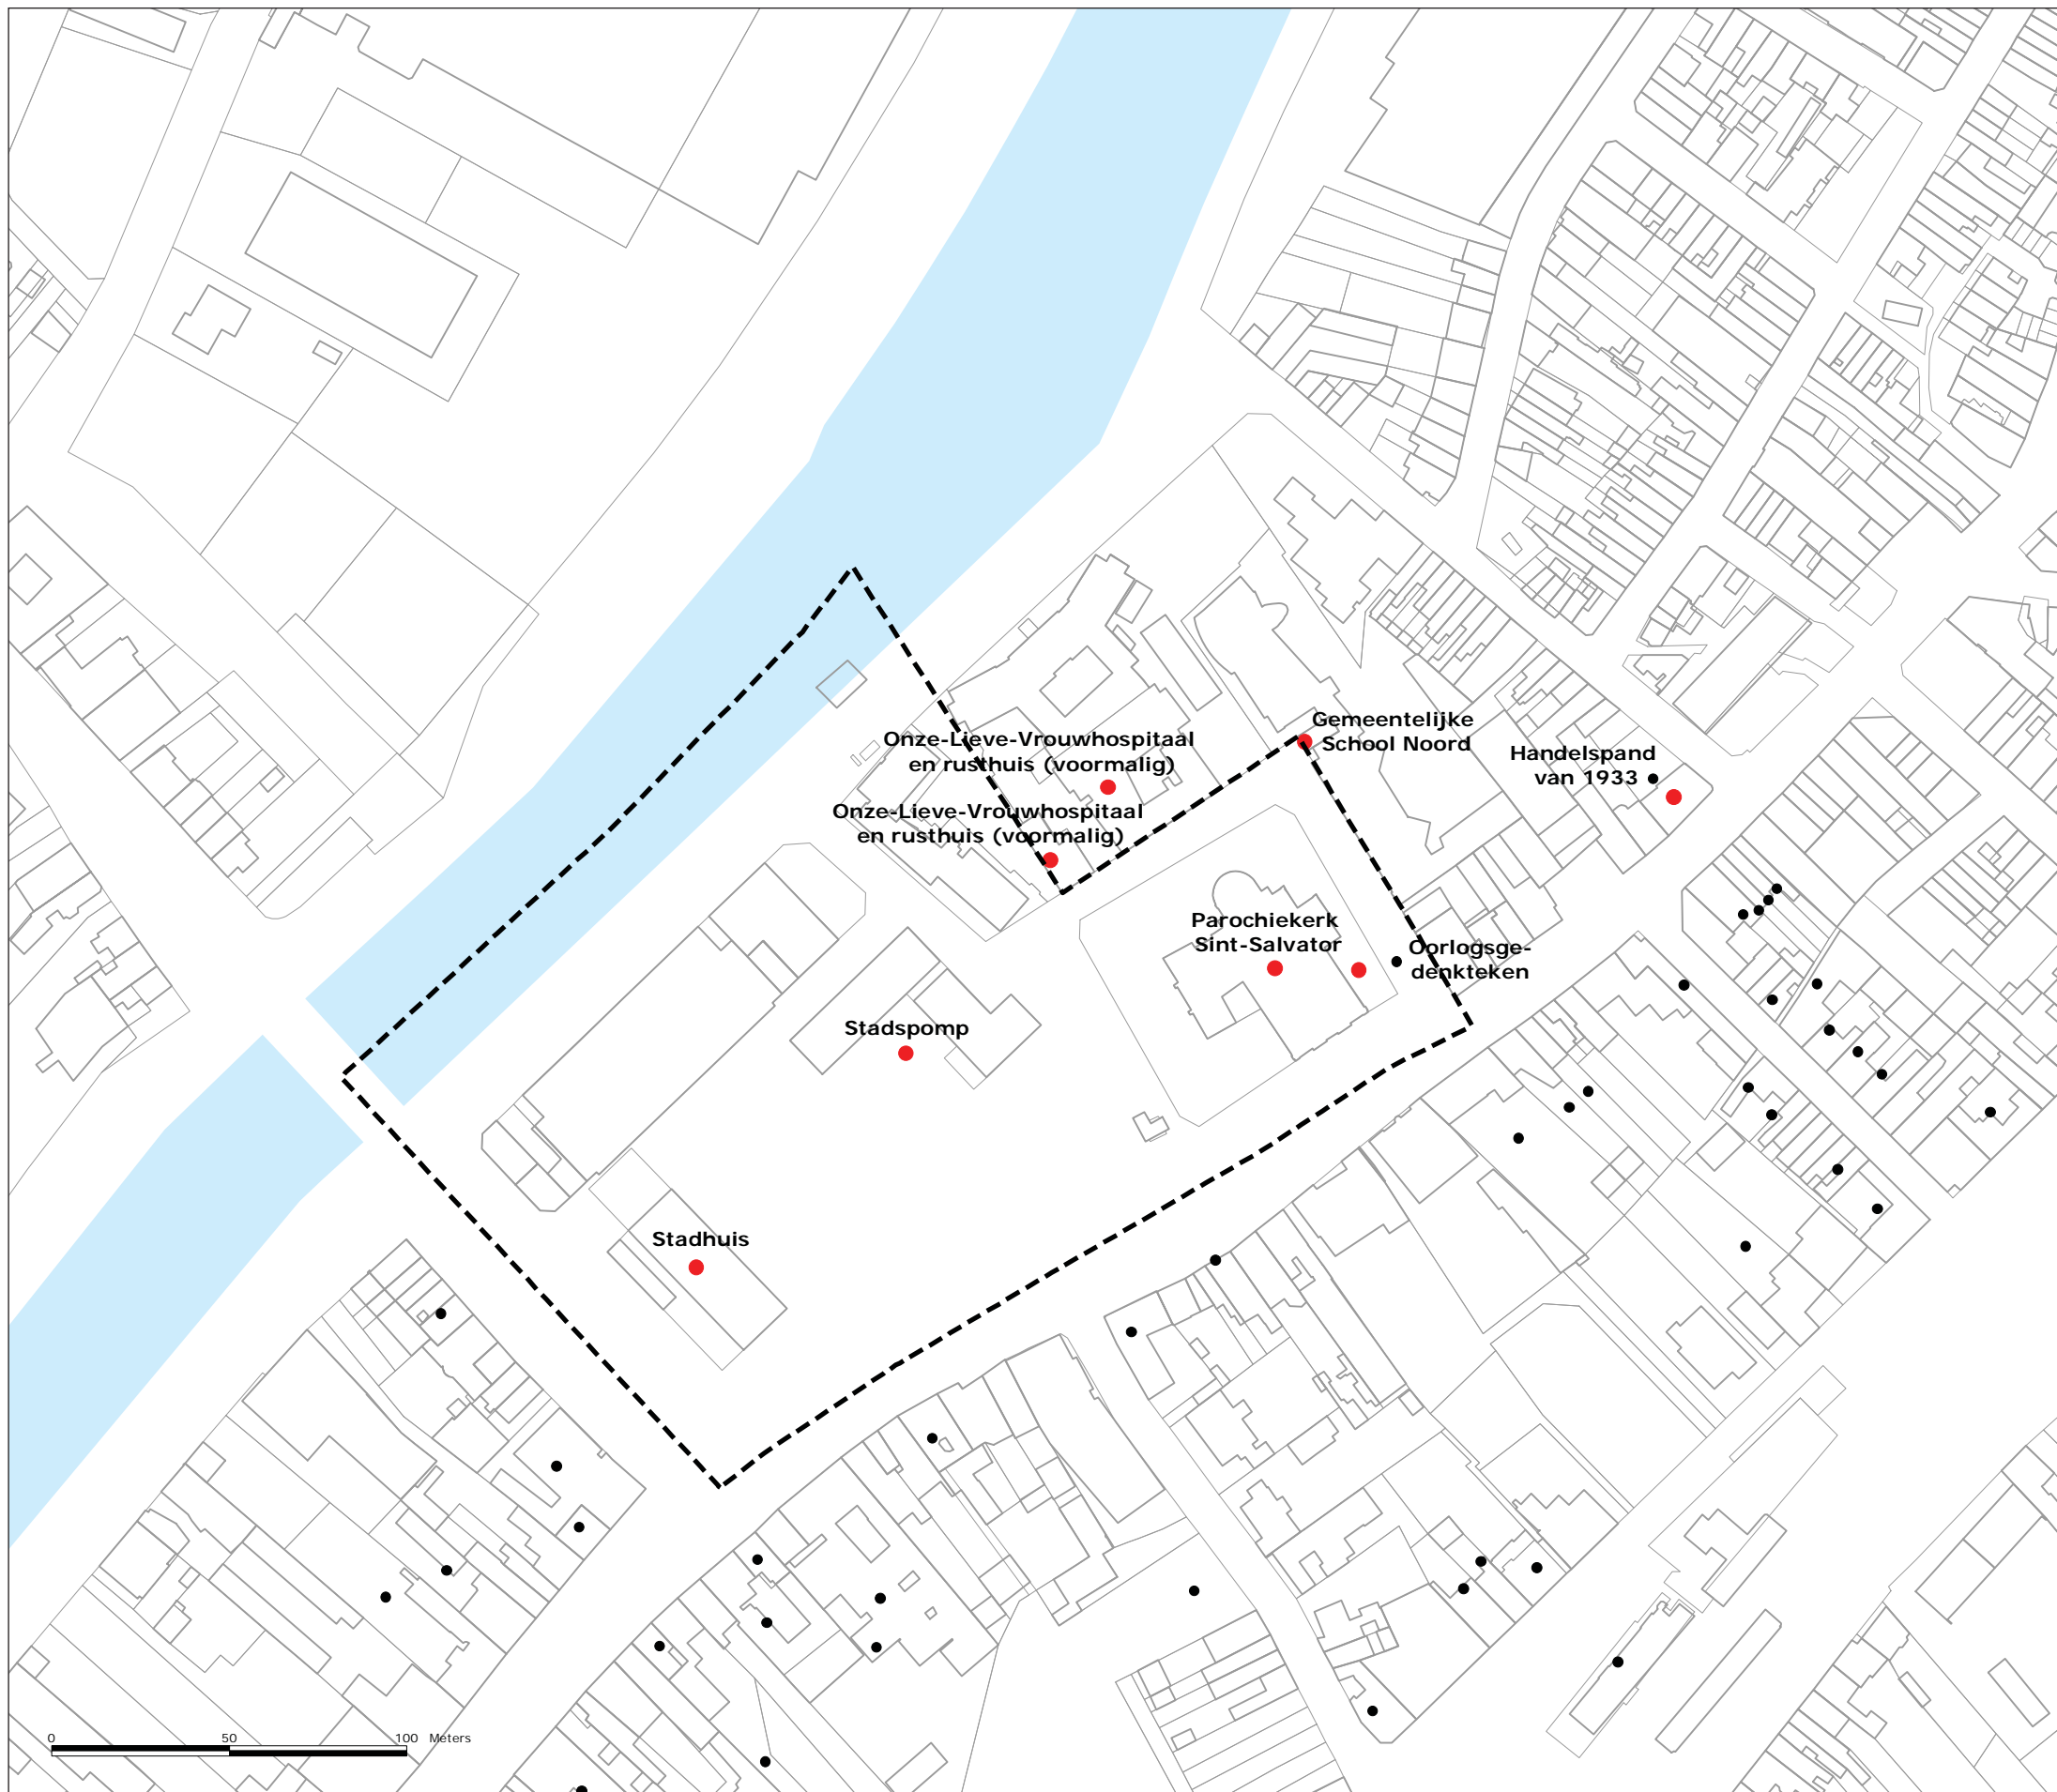 Gemeentelijke
School Noord
Onze-Lieve-Vrouwhospitaal
en rusthuis (voormalig)
Handelspand
van 1933
Onze-Lieve-Vrouwhospitaal
en rusthuis (voormalig)
Parochiekerk
Sint-Salvator
Oorlogsge-
denkteken
Stadspomp
Stadhuis
0 50 100 Meters